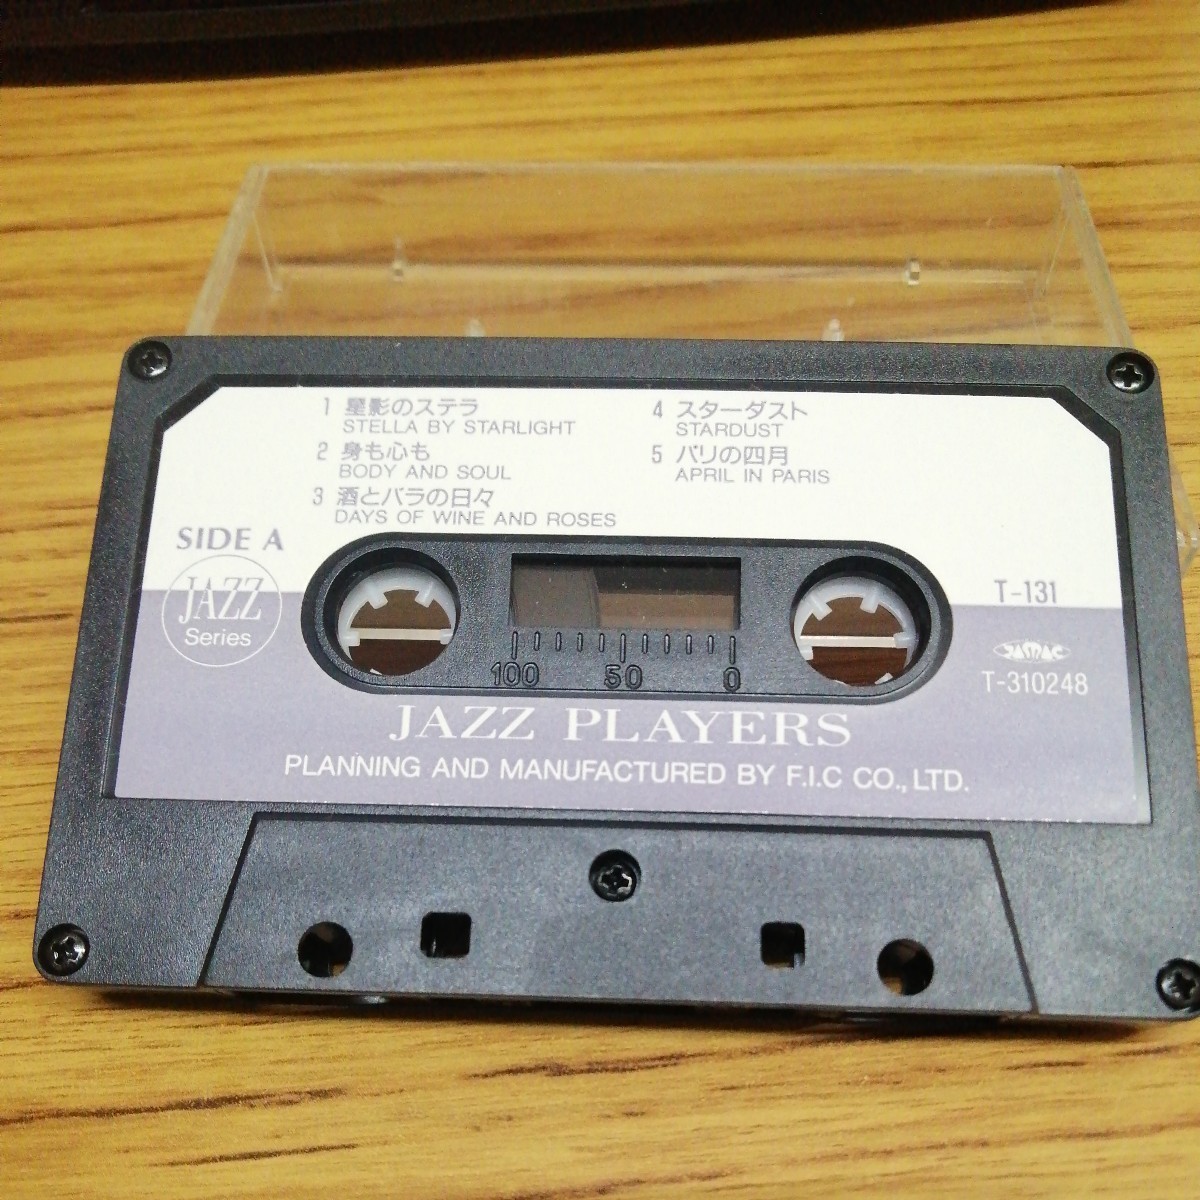 1 星影のステラ
STELLA BY STARLIGHT
2 身も心も
BODY AND SOUL
3 酒とバラの日々
DAYS OF WINE AND ROSES
4 スターダスト
STARDUST
5 パリの四月
APRIL IN PARIS
SIDE A
JAZZ
Series
T-131
JASRAC
T-310248
100 50 0
JAZZ PLAYERS
PLANNING AND MANUFACTURED BY F.I.C CO., LTD.